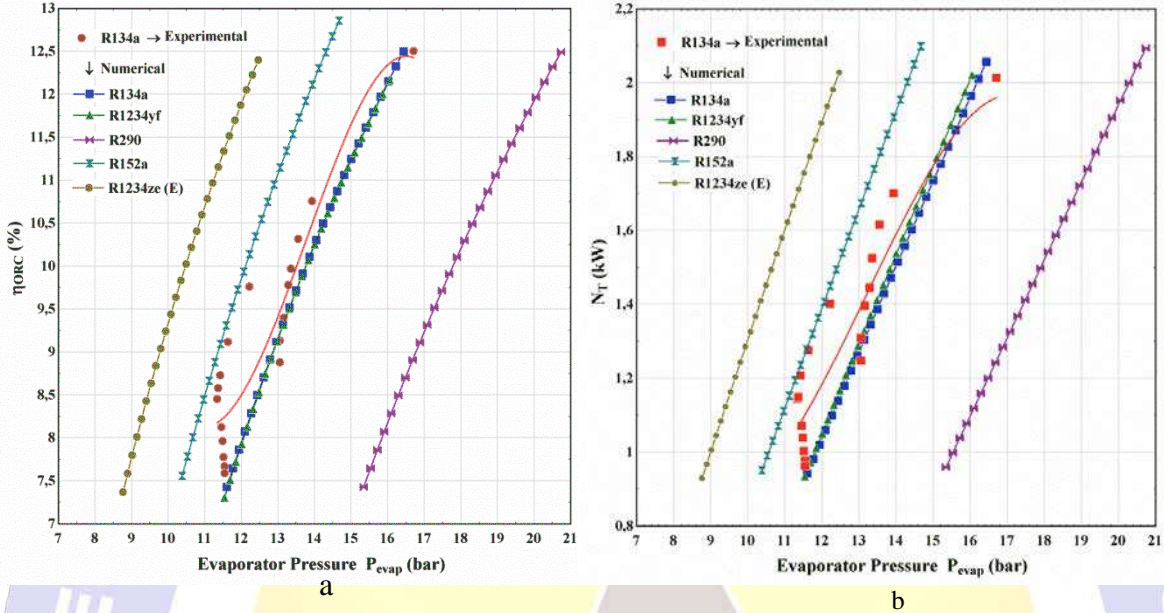 13
12.5
12
11.5
11
10.5
10
9.5
9
8.5
8
7.5
7
ηORC (%)
R134a → Experimental
↓ Numerical
R134a
R1234yf
R290
R152a
R1234ze (E)
7 8 9 10 11 12 13 14 15 16 17 18 19 20 21
Evaporator Pressure Pevap (bar)
a
2,2
2
1,8
1,6
1,4
1,2
1
0,8
NT (kW)
R134a → Experimental
↓ Numerical
R134a
R1234yf
R290
R152a
R1234ze (E)
7 8 9 10 11 12 13 14 15 16 17 18 19 20 21
Evaporator Pressure Pevap (bar)
b